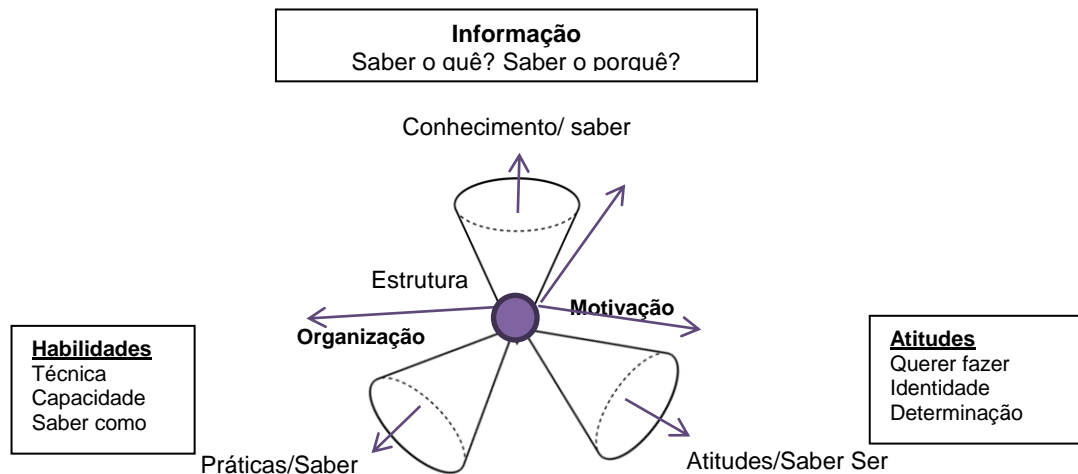 Informação
Saber o quê? Saber o porquê?
Conhecimento/ saber
Estrutura
Motivação
Organização
Habilidades
Técnica
Capacidade
Saber como
Atitudes
Querer fazer
Identidade
Determinação
Práticas/Saber
Atitudes/Saber Ser